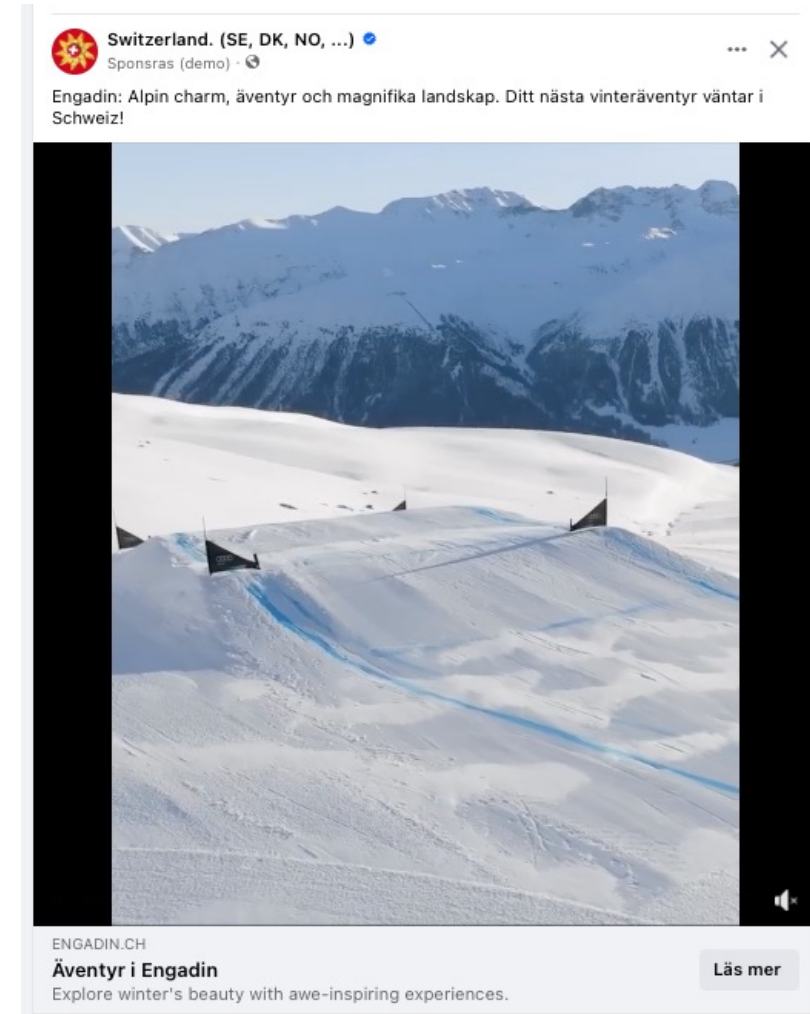 Switzerland. (SE, DK, NO, ...)
Sponsras (demo) ·
Engadin: Alpin charm, äventyr och magnifika landskap. Ditt nästa vinteräventyr väntar i
Schweiz!
ENGADIN.CH
Äventyr i Engadin
Läs mer
Explore winter's beauty with awe-inspiring experiences.